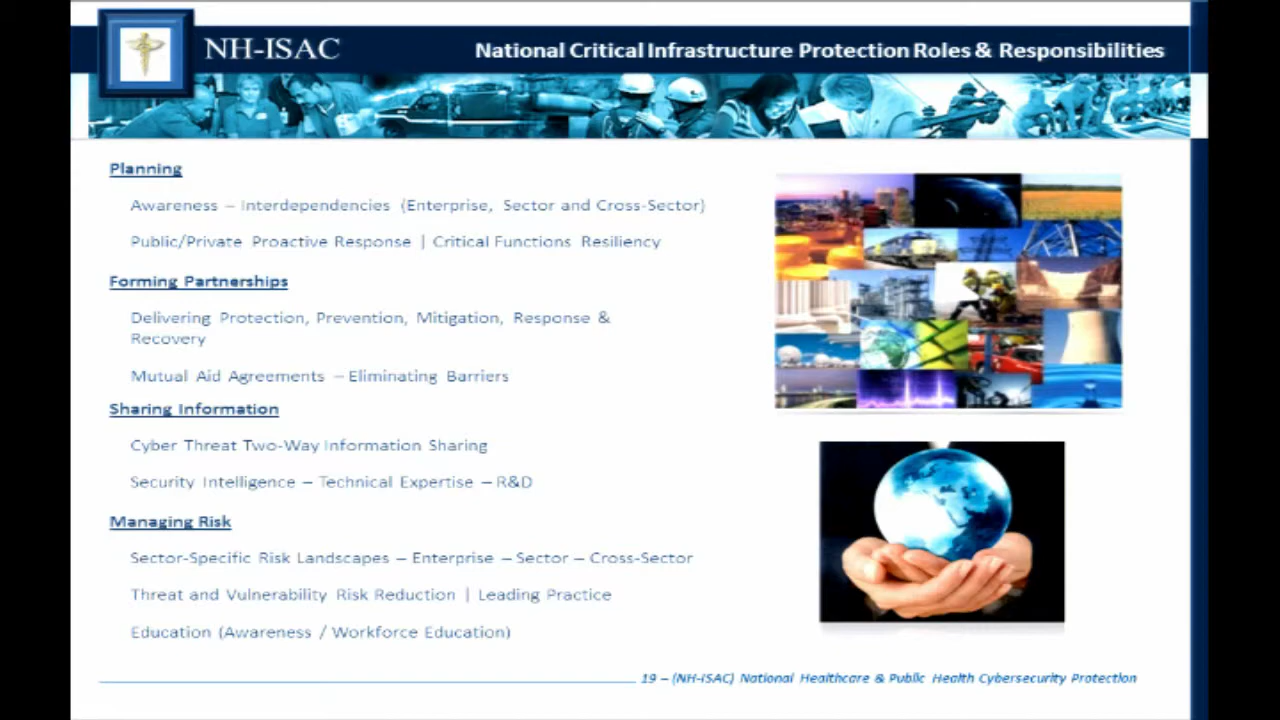 NH-ISAC
National Critical Infrastructure Protection Roles & Responsibilities
Planning
Awareness – Interdependencies (Enterprise, Sector and Cross-Sector)
Public/Private Proactive Response | Critical Functions Resiliency
Forming Partnerships
Delivering Protection, Prevention, Mitigation, Response &
Recovery
Mutual Aid Agreements – Eliminating Barriers
Sharing Information
Cyber Threat Two-Way Information Sharing
Security Intelligence – Technical Expertise – R&D
Managing Risk
Sector-Specific Risk Landscapes – Enterprise – Sector – Cross-Sector
Threat and Vulnerability Risk Reduction | Leading Practice
Education (Awareness / Workforce Education)
19 – (NH-ISAC) National Healthcare & Public Health Cybersecurity Protection